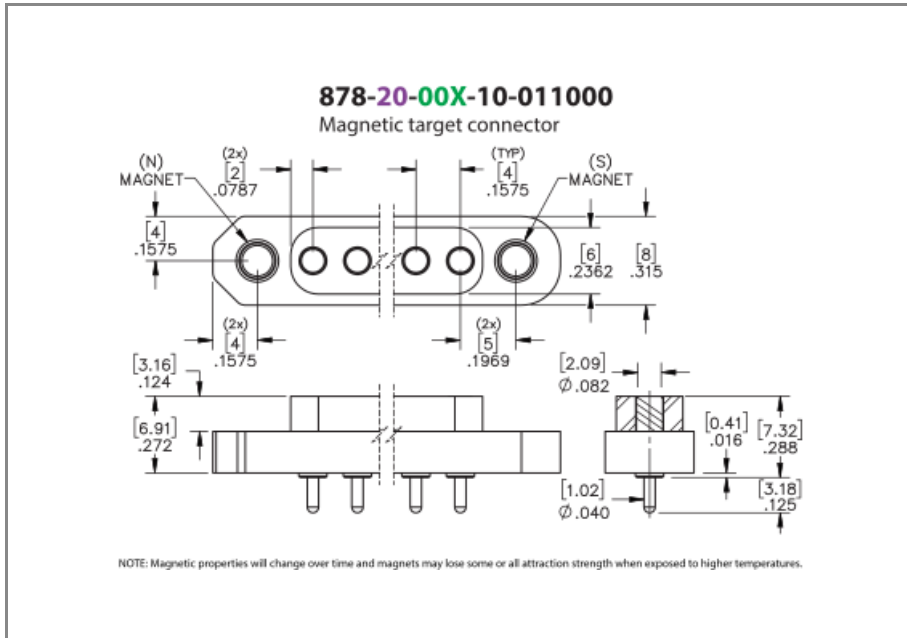 878-20-00X-10-011000
Magnetic target connector
(N)
MAGNET
(2x)
[2]
.0787
(TYP)
[4]
.1575
(S)
MAGNET
[4]
.1575
[6]
.2362
[8]
.315
(2x)
[4]
.1575
(2x)
[5]
.1969
[3.16]
.124
[6.91]
.272
[2.09]
Ø.082
[0.41]
.016
[7.32]
.288
[1.02]
Ø.040
[3.18]
.125
NOTE: Magnetic properties will change over time and magnets may lose some or all attraction strength when exposed to higher temperatures.